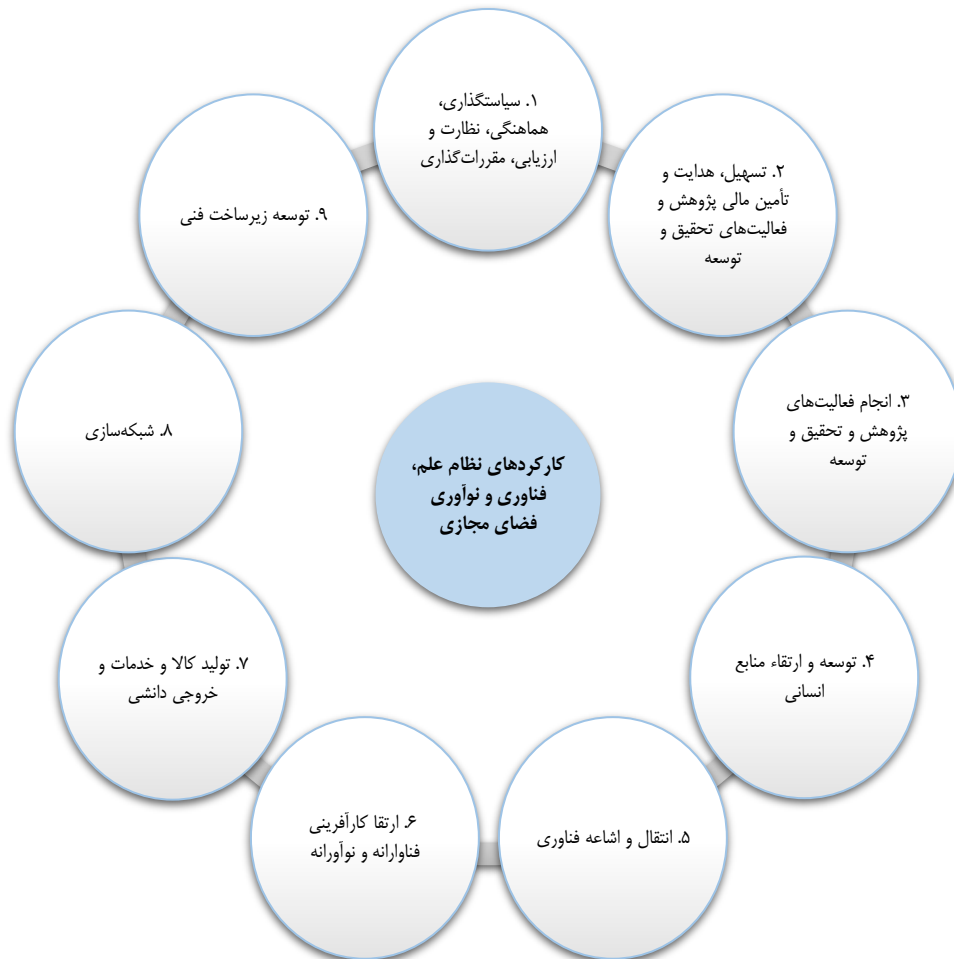 ۱. سیاستگذاری،
هماهنگی، نظارت و
ارزیابی، مقررات‌گذاری
۲. تسهیل، هدایت و
تأمین مالی پژوهش و
فعالیت‌های تحقیق و
توسعه
۳. انجام فعالیت‌های
پژوهش و تحقیق و
توسعه
۴. توسعه و ارتقاء منابع
انسانی
۵. انتقال و اشاعه فناوری
۶. ارتقا کارآفرینی
فناوارانه و نوآورانه
۷. تولید کالا و خدمات و
خروجی دانشی
۸. شبکه‌سازی
۹. توسعه زیرساخت فنی
کارکردهای نظام علم،
فناوری و نوآوری
فضای مجازی